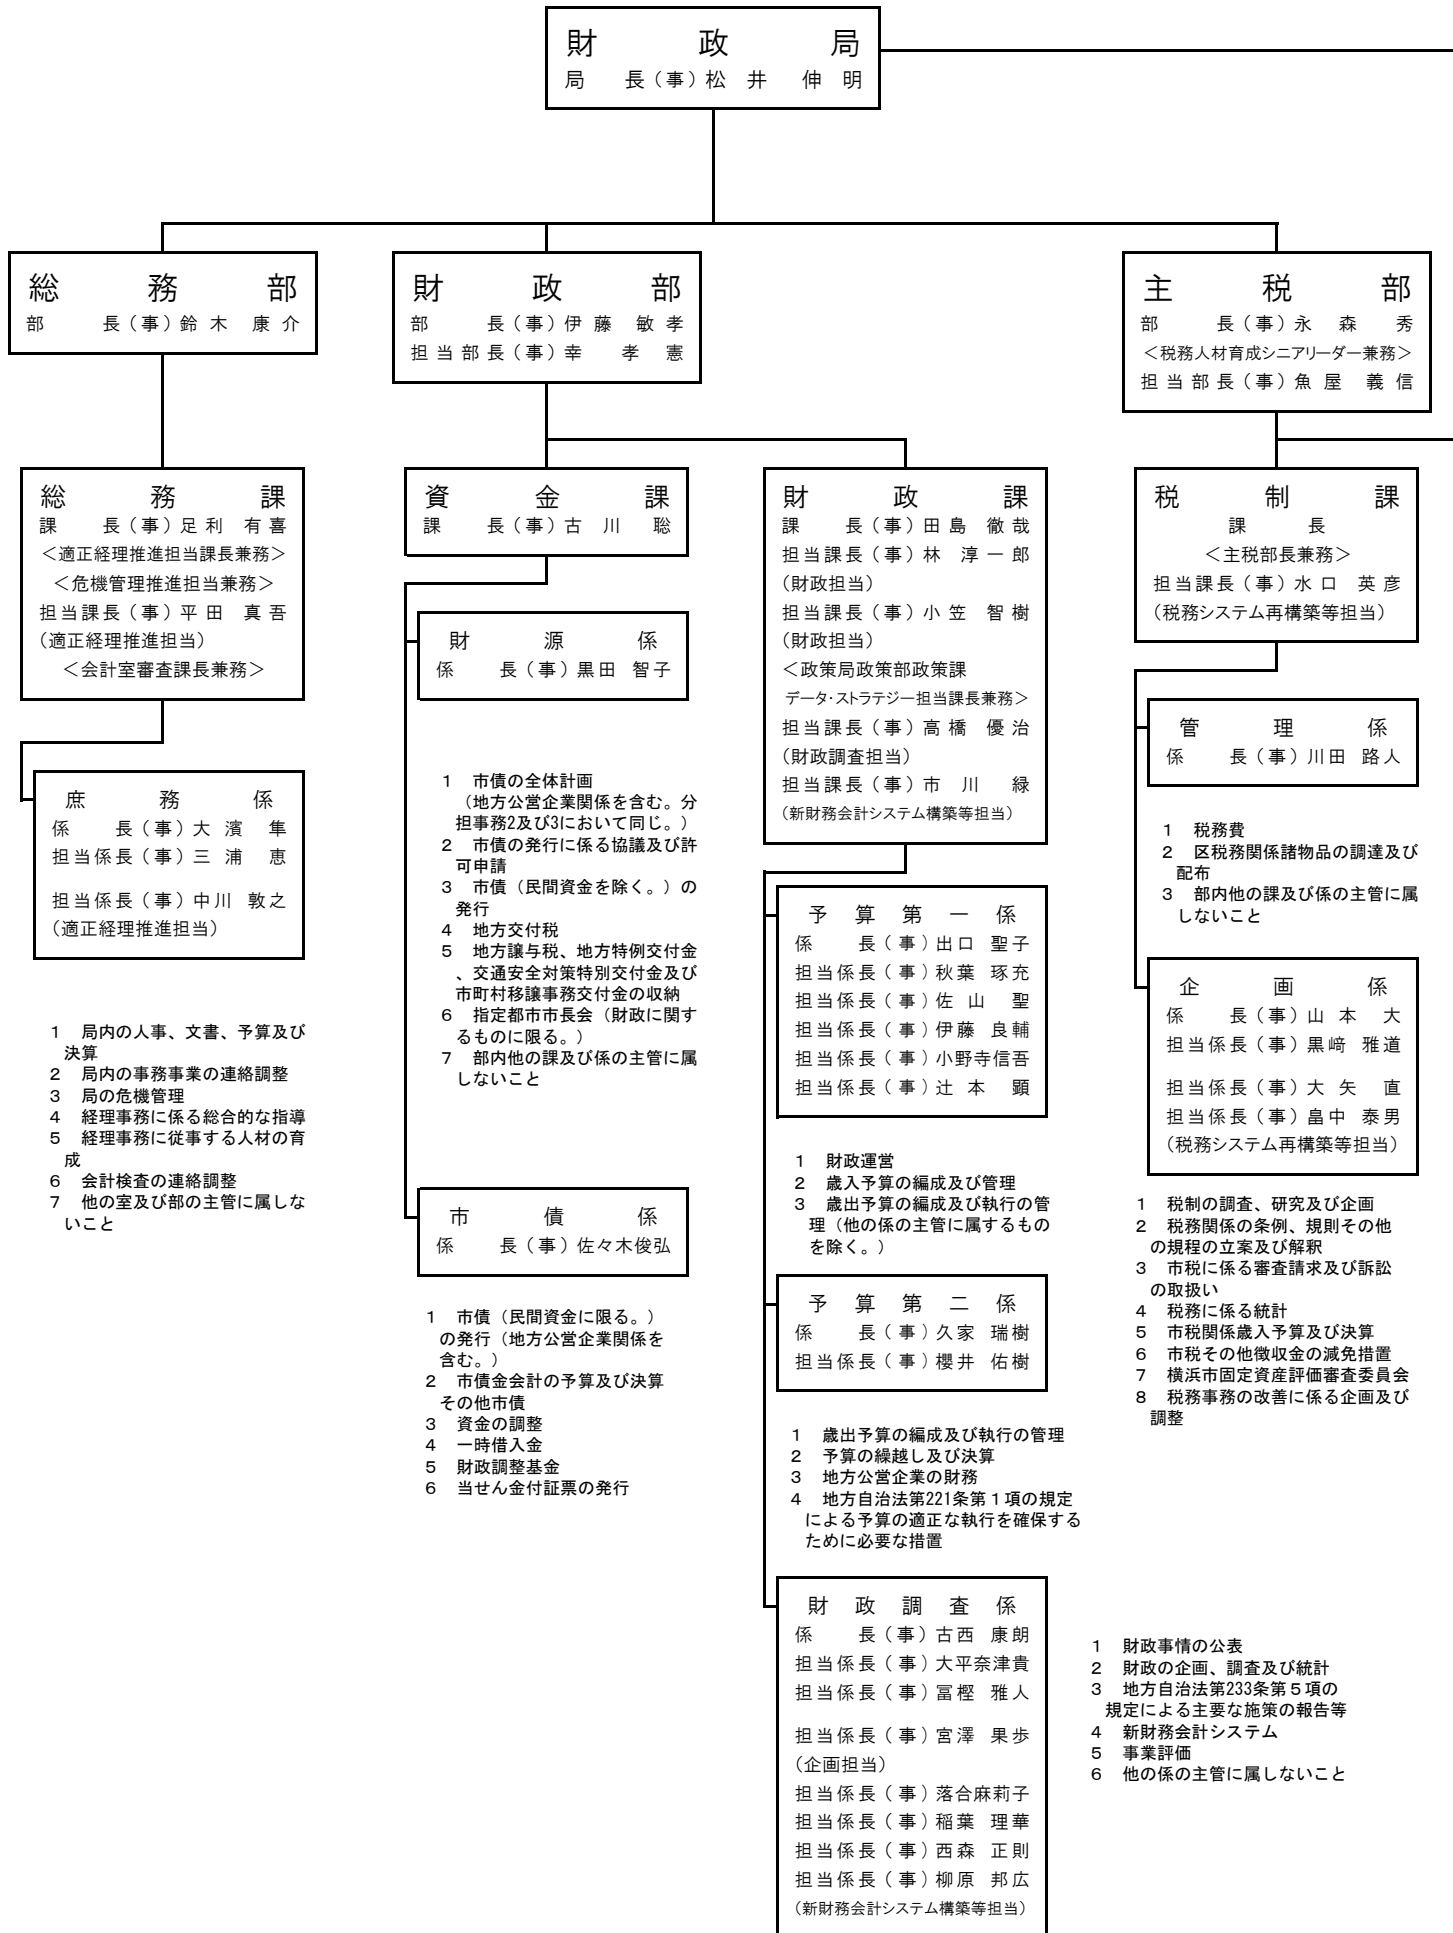 財政局
局長(事)松井 伸明
総務部
部長(事)鈴木 康介
財政部
部長(事)伊藤 敏孝
担当部長(事)幸 孝憲
主税部
部長(事)永森 秀
<税務人材育成シニアリーダー兼務>
担当部長(事)魚屋 義信
総務課
課長(事)足利 有喜
<適正経理推進担当課長兼務>
<危機管理推進担当兼務>
担当課長(事)平田 真吾
(適正経理推進担当)
<会計室審査課長兼務>
庶務係
係長(事)大濱 隼
担当係長(事)三浦 恵
担当係長(事)中川 敦之
(適正経理推進担当)
1 局内の人事、文書、予算及び
決算
2 局内の事務事業の連絡調整
3 局の危機管理
4 経理事務に係る総合的な指導
5 経理事務に従事する人材の育
成
6 会計検査の連絡調整
7 他の室及び部の主管に属しな
いこと
資金課
課長(事)古川 聡
財源係
係長(事)黒田 智子
1 市債の全体計画
(地方公営企業関係を含む。分
担事務2及び3において同じ。)
2 市債の発行に係る協議及び許
可申請
3 市債(民間資金を除く。)の
発行
4 地方交付税
5 地方譲与税、地方特例交付金
、交通安全対策特別交付金及び
市町村移譲事務交付金の収納
6 指定都市市長会(財政に関す
るものに限る。)
7 部内他の課及び係の主管に属
しないこと
市債係
係長(事)佐々木俊弘
1 市債(民間資金に限る。)
の発行(地方公営企業関係を
含む。)
2 市債金会計の予算及び決算
その他市債
3 資金の調整
4 一時借入金
5 財政調整基金
6 当せん金付証票の発行
財政課
課長(事)田島 徹哉
担当課長(事)林 淳一郎
(財政担当)
担当課長(事)小笠 智樹
(財政担当)
<政策局政策部政策課
データ・ストラテジー担当課長兼務>
担当課長(事)高橋 優治
(財政調査担当)
担当課長(事)市川 緑
(新財務会計システム構築等担当)
予算第一係
係長(事)出口 聖子
担当係長(事)秋葉 琢充
担当係長(事)佐山 聖
担当係長(事)伊藤 良輔
担当係長(事)小野寺信吾
担当係長(事)辻本 顕
1 財政運営
2 歳入予算の編成及び管理
3 歳出予算の編成及び執行の管
理(他の係の主管に属するもの
を除く。)
予算第二係
係長(事)久家 瑞樹
担当係長(事)櫻井 佑樹
1 歳出予算の編成及び執行の管理
2 予算の繰越し及び決算
3 地方公営企業の財務
4 地方自治法第221条第1項の規定
による予算の適正な執行を確保する
ために必要な措置
財政調査係
係長(事)古西 康朗
担当係長(事)大平奈津貴
担当係長(事)冨樫 雅人
担当係長(事)宮澤 果歩
(企画担当)
担当係長(事)落合麻莉子
担当係長(事)稲葉 理華
担当係長(事)西森 正則
担当係長(事)柳原 邦広
(新財務会計システム構築等担当)
1 財政事情の公表
2 財政の企画、調査及び統計
3 地方自治法第233条第5項の
規定による主要な施策の報告等
4 新財務会計システム
5 事業評価
6 他の係の主管に属しないこと
税制課
課長
<主税部長兼務>
担当課長(事)水口 英彦
(税務システム再構築等担当)
管理係
係長(事)川田 路人
1 税務費
2 区税務関係諸物品の調達及び
配布
3 部内他の課及び係の主管に属
しないこと
企画係
係長(事)山本 大
担当係長(事)黒﨑 雅道
担当係長(事)大矢 直
担当係長(事)畠中 泰男
(税務システム再構築等担当)
1 税制の調査、研究及び企画
2 税務関係の条例、規則その他
の規程の立案及び解釈
3 市税に係る審査請求及び訴訟
の取扱い
4 税務に係る統計
5 市税関係歳入予算及び決算
6 市税その他徴収金の減免措置
7 横浜市固定資産評価審査委員会
8 税務事務の改善に係る企画及び
調整